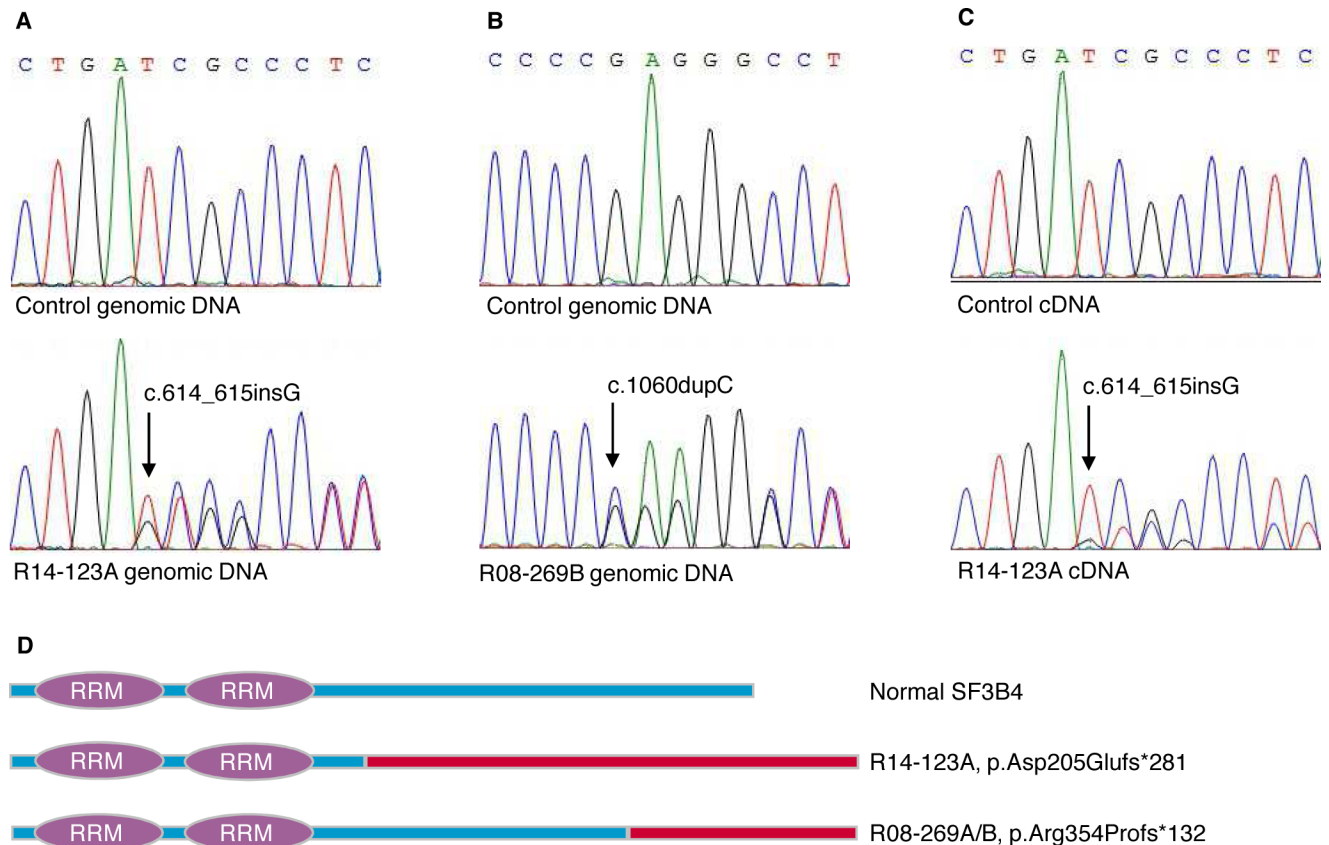 A
C T G A T C G C C C T C
Control genomic DNA
c.614_615insG
R14-123A genomic DNA
B
C C C C G A G G G C C T
Control genomic DNA
c.1060dupC
R08-269B genomic DNA
C
C T G A T C G C C C T C
Control cDNA
c.614_615insG
R14-123A cDNA
D
RRM RRM Normal SF3B4
RRM RRM R14-123A, p.Asp205Glufs*281
RRM RRM R08-269A/B, p.Arg354Profs*132